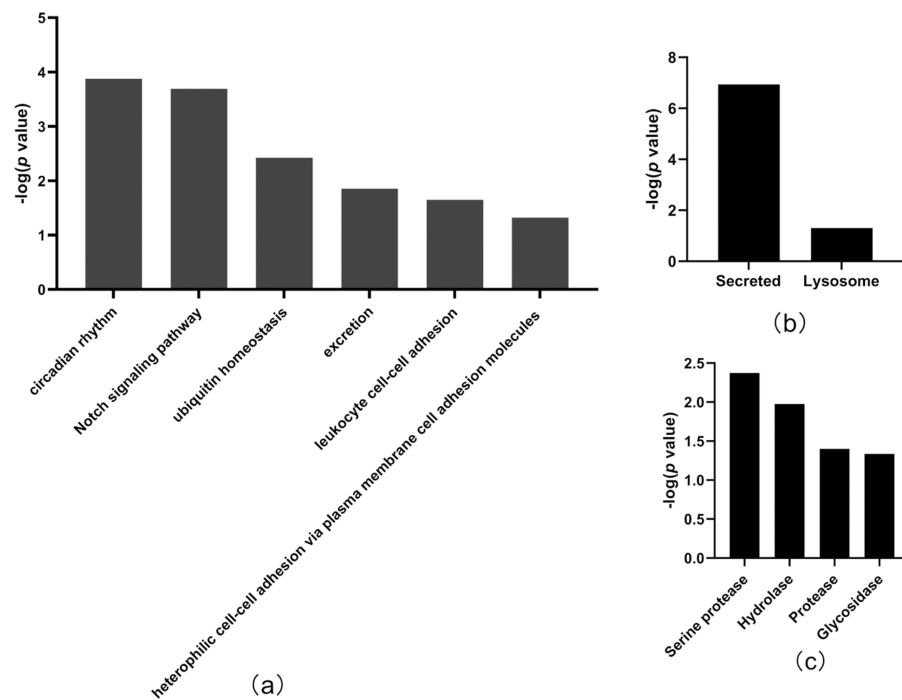 5
4
3
2
1
0
-log(p value)
circadian rhythm
Notch signaling pathway
ubiquitin homeostasis
excretion
leukocyte cell-cell adhesion
heterophilic cell-cell adhesion via plasma membrane cell adhesion molecules
（a）
8
6
4
2
0
-log(p value)
Secreted
Lysosome
（b）
2.5
2.0
1.5
1.0
0.5
0.0
-log(p value)
Serine protease
Hydrolase
Protease
Glycosidase
（c）